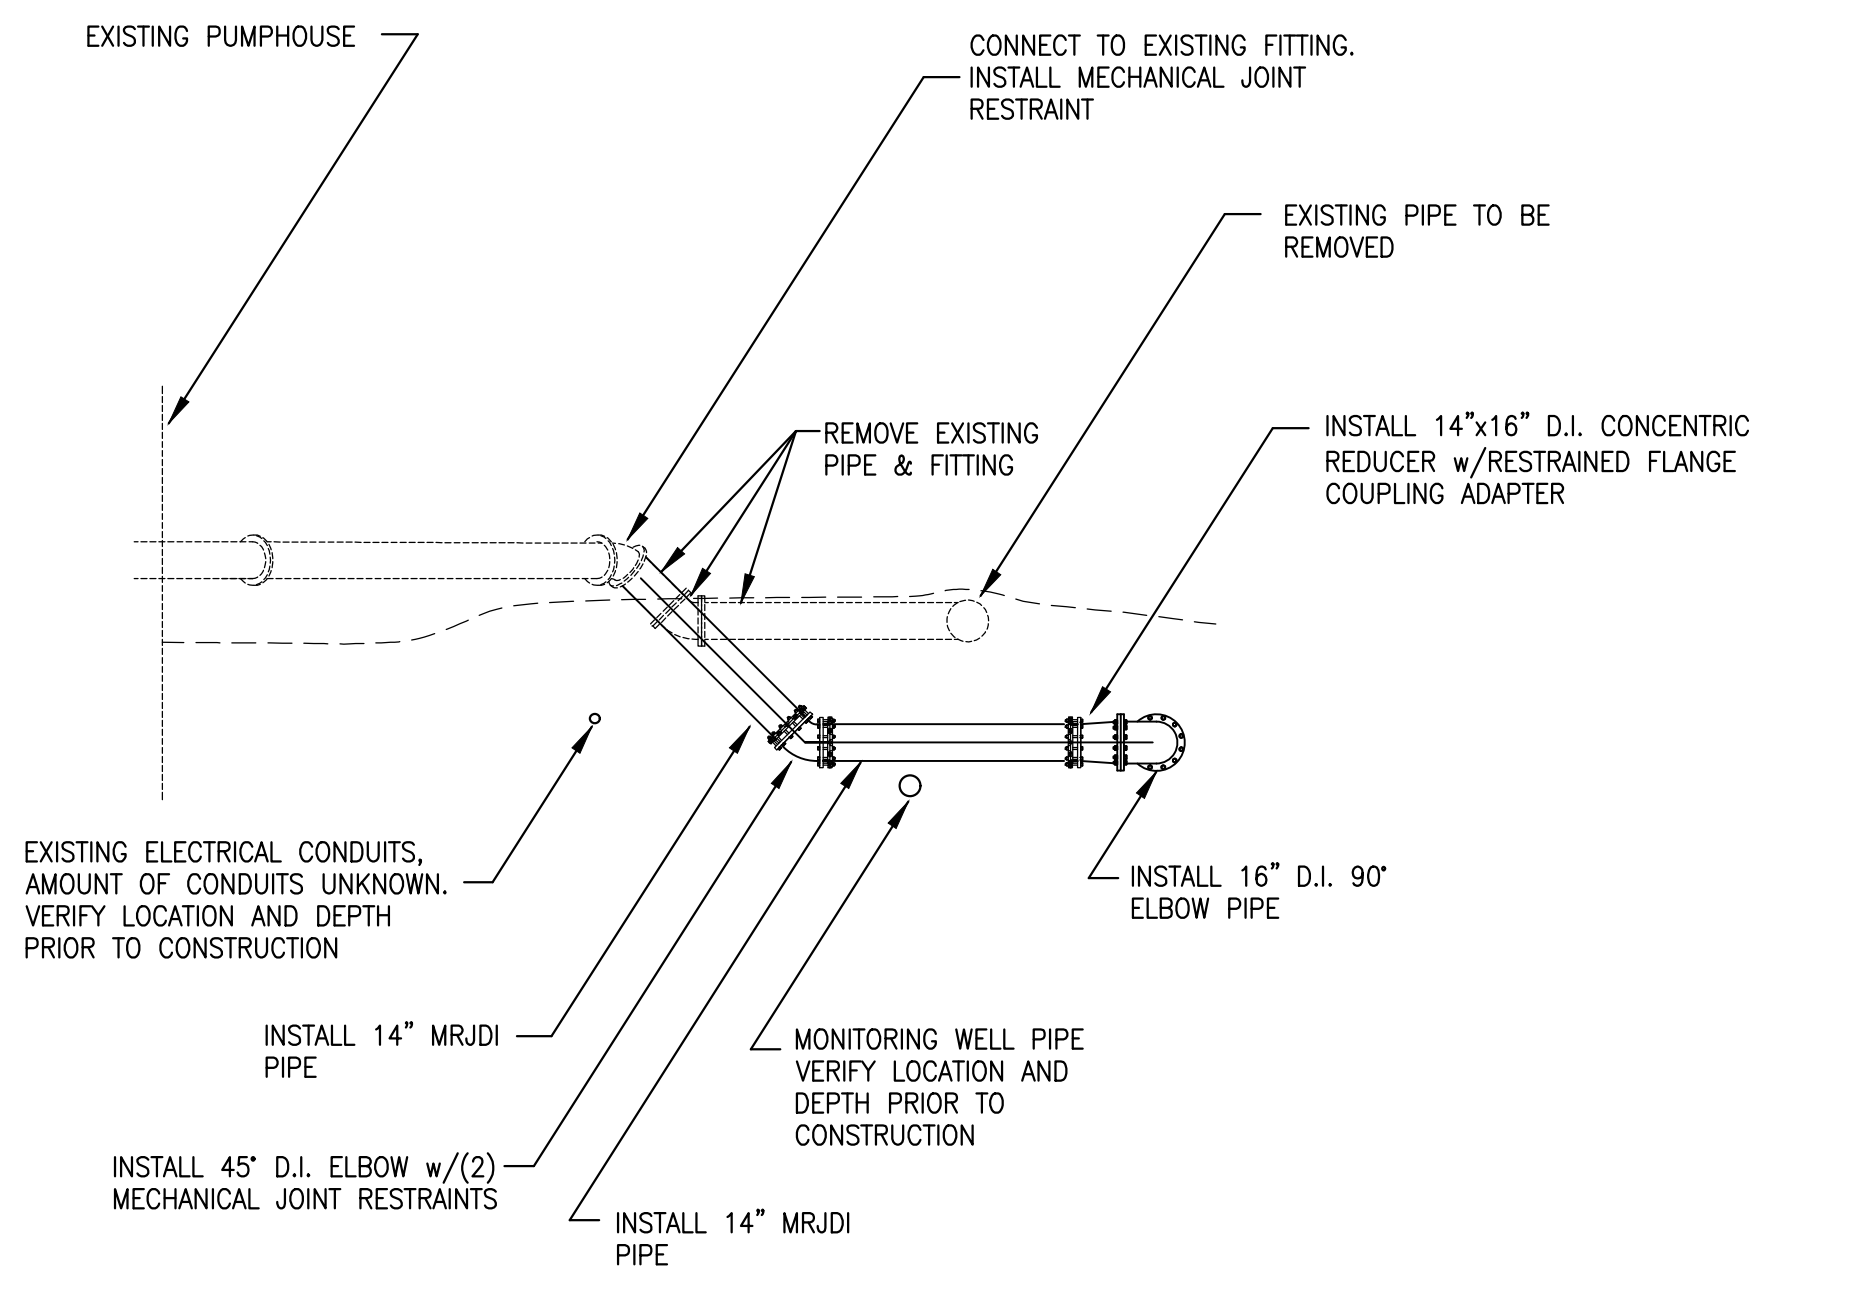 EXISTING PUMPHOUSE
CONNECT TO EXISTING FITTING.
INSTALL MECHANICAL JOINT
RESTRAINT
EXISTING PIPE TO BE
REMOVED
REMOVE EXISTING
PIPE & FITTING
INSTALL 14"x16" D.I. CONCENTRIC
REDUCER w/RESTRAINED FLANGE
COUPLING ADAPTER
EXISTING ELECTRICAL CONDUITS,
AMOUNT OF CONDUITS UNKNOWN.
VERIFY LOCATION AND DEPTH
PRIOR TO CONSTRUCTION
INSTALL 16" D.I. 90°
ELBOW PIPE
INSTALL 14" MRJDI
PIPE
MONITORING WELL PIPE
VERIFY LOCATION AND
DEPTH PRIOR TO
CONSTRUCTION
INSTALL 45° D.I. ELBOW w/(2)
MECHANICAL JOINT RESTRAINTS
INSTALL 14" MRJDI
PIPE